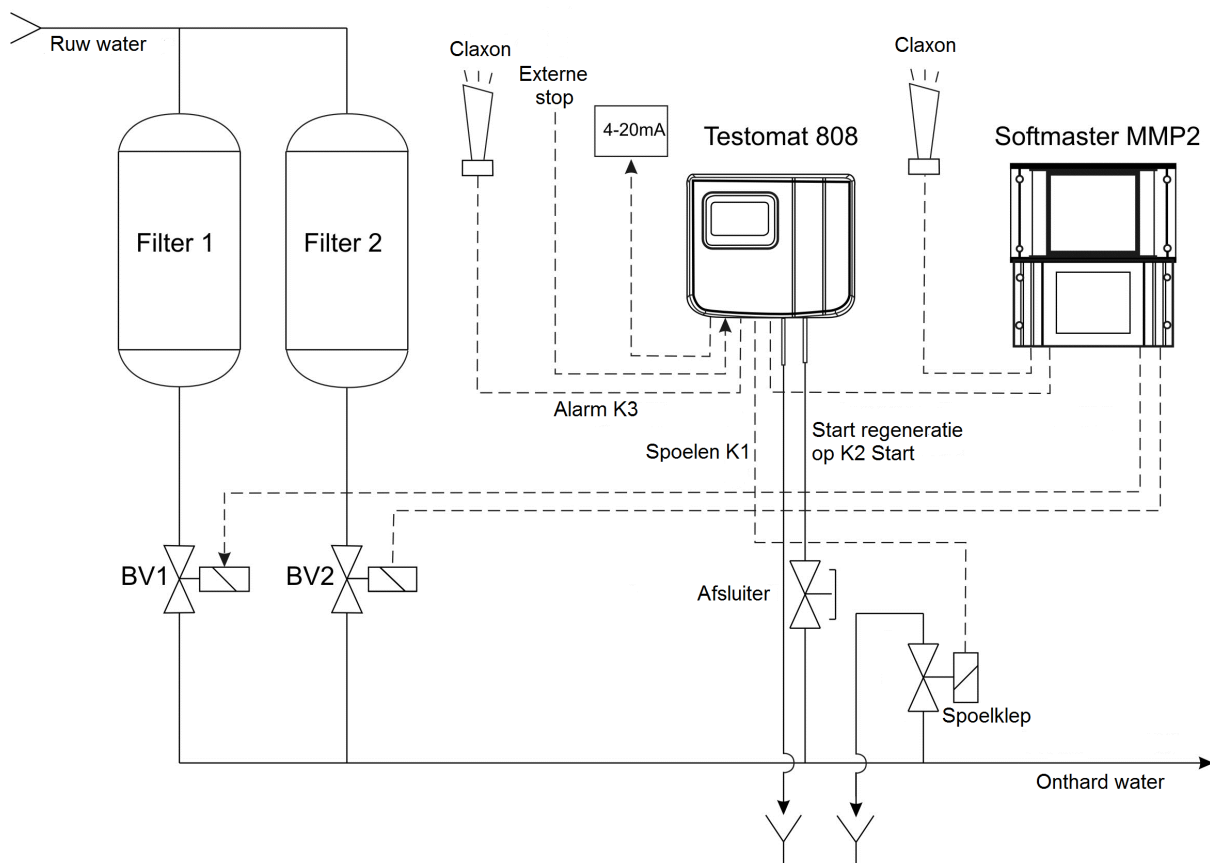 Ruw water
Claxon
Externe
stop
4-20mA
Testomat 808
Claxon
Softmaster MMP2
Filter 1
Filter 2
Alarm K3
Spoelen K1
Start regeneratie
op K2 Start
BV1
BV2
Afsluiter
Spoelklep
Onthard water